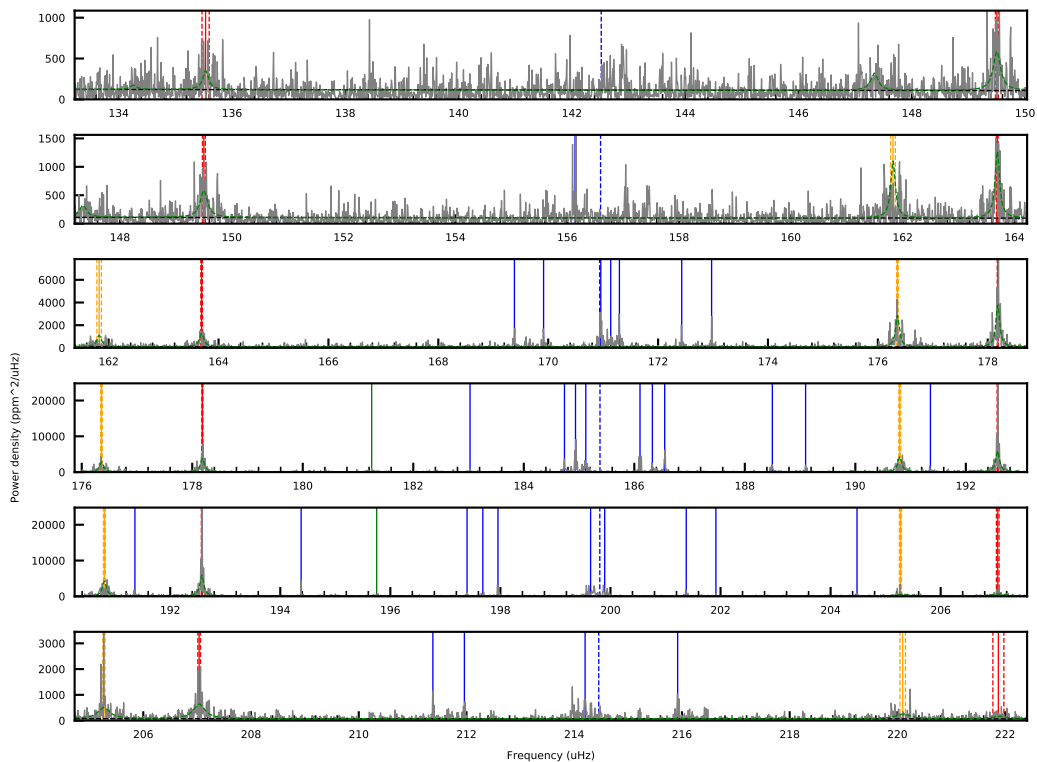 1000
500
0
134 136 138 140 142 144 146 148 150
1500
1000
500
0
148 150 152 154 156 158 160 162 164
6000
4000
2000
0
162 164 166 168 170 172 174 176 178
Power density (ppm^2/uHz)
20000
10000
0
176 178 180 182 184 186 188 190 192
20000
10000
0
192 194 196 198 200 202 204 206
3000
2000
1000
0
206 208 210 212 214 216 218 220 222
Frequency (uHz)